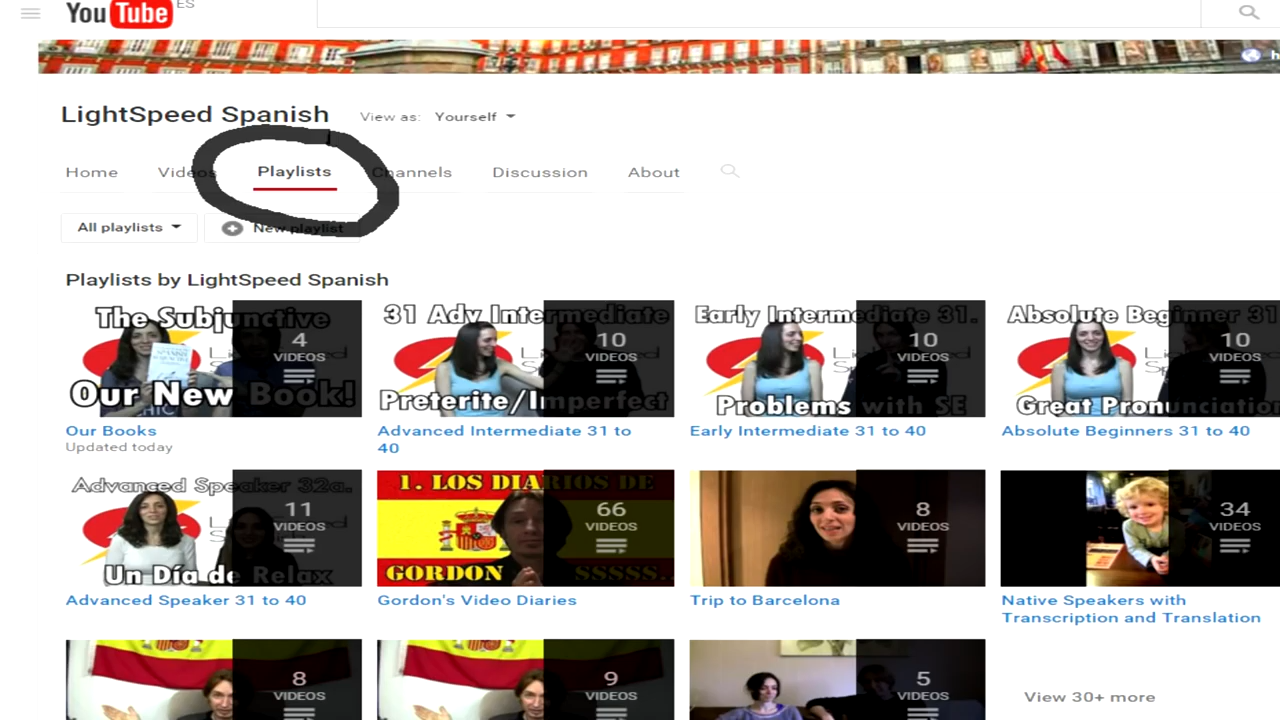 YouTube ES
LightSpeed Spanish View as: Yourself
Home Videos Playlists Channels Discussion About
All playlists New playlist
Playlists by LightSpeed Spanish
The Subjunctive
4
VIDEOS
Our New Book!
Our Books
Updated today
31 Adv Intermediate
10
VIDEOS
Preterite/Imperfect
Advanced Intermediate 31 to
40
Early Intermediate 31.
10
VIDEOS
Problems with SE
Early Intermediate 31 to 40
Absolute Beginner 31
10
VIDEOS
Great Pronunciation
Absolute Beginners 31 to 40
Advanced Speaker 32a.
11
VIDEOS
Un Día de Relax
Advanced Speaker 31 to 40
1. LOS DIARIOS DE
66
VIDEOS
GORDON SSSSS..
Gordon's Video Diaries
8
VIDEOS
Trip to Barcelona
34
VIDEOS
Native Speakers with
Transcription and Translation
8
VIDEOS
9
VIDEOS
5
VIDEOS
View 30+ more